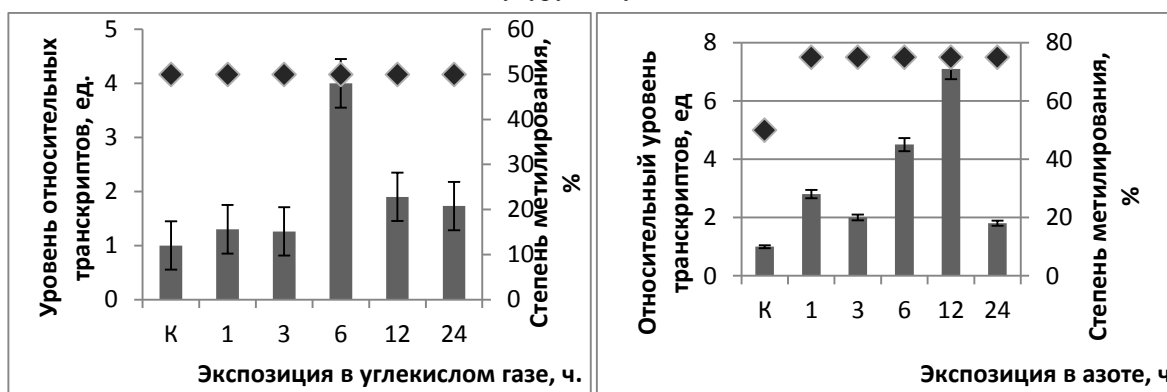 Уровень относительных
транскриптов, ед.
5
4
3
2
1
0
60
50
40
30
20
10
0
Степень метилирования,
%
К 1 3 6 12 24
Экспозиция в углекислом газе, ч.
Относительный уровень
транскриптов, ед
8
6
4
2
0
80
60
40
20
0
Степень метилирования,
%
К 1 3 6 12 24
Экспозиция в азоте, ч